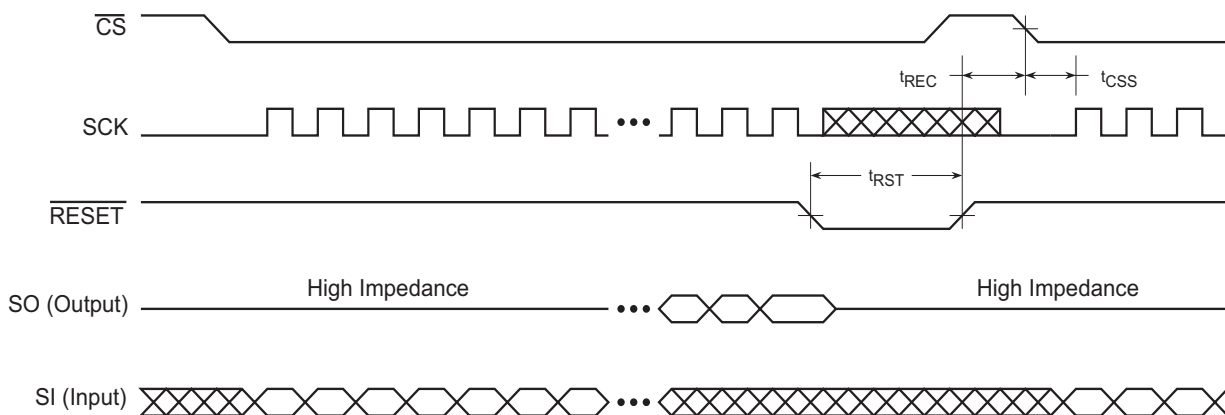 CS
tREC
tCSS
SCK
tRST
RESET
High Impedance
High Impedance
SO (Output)
SI (Input)